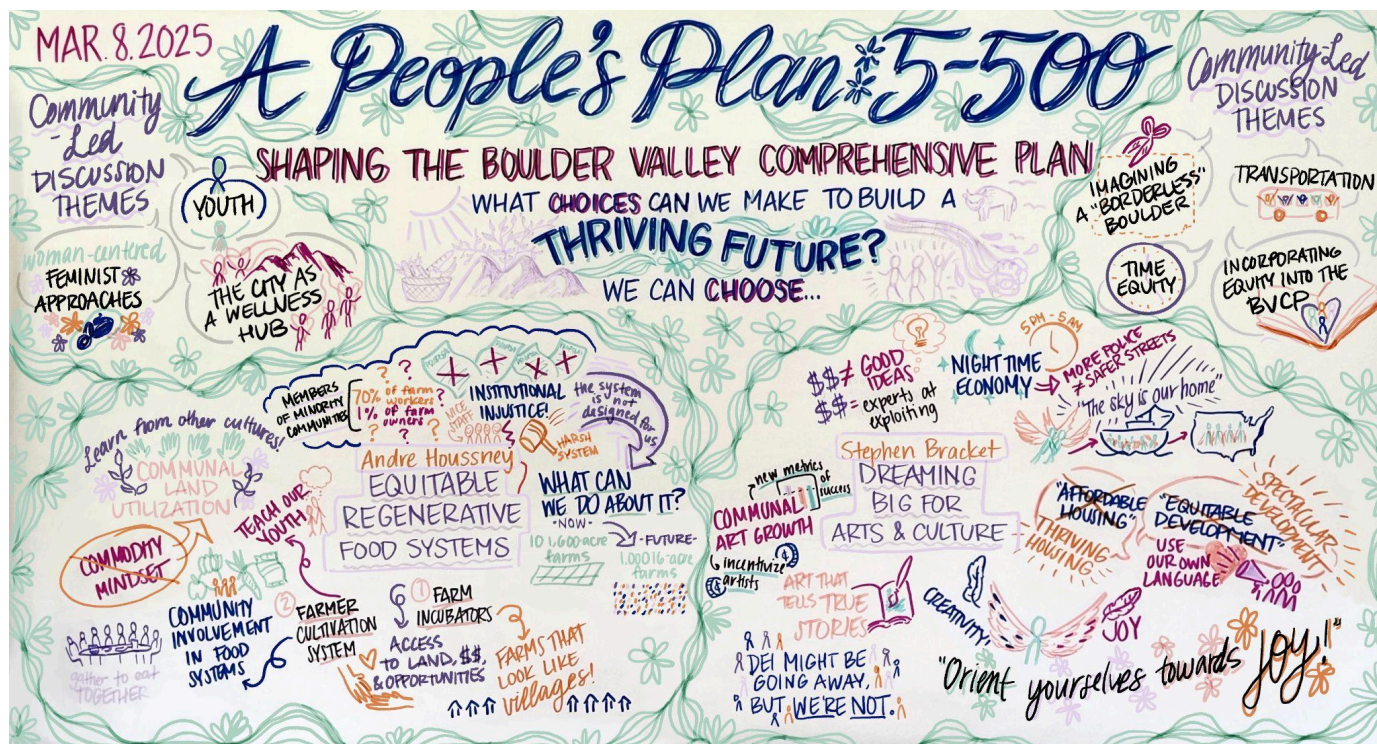 MAR. 8. 2025
A People's Plan: 5-500
SHAPING THE BOULDER VALLEY COMPREHENSIVE PLAN
WHAT CHOICES CAN WE MAKE TO BUILD A
THRIVING FUTURE?
WE CAN CHOOSE...
Community
-Led
DISCUSSION
THEMES
YOUTH
woman-centered
FEMINIST
APPROACHES
THE CITY AS
A WELLNESS
HUB
Community-Led
DISCUSSION
THEMES
IMAGINING
A "BORDERLESS"
BOULDER
TRANSPORTATION
TIME
EQUITY
INCORPORATING
EQUITY INTO THE
BVCP
MEMBERS
OF MINORITY
COMMUNITIES
70% of farm
workers
1% of farm
owners
? ? ? ? ? ?
INSTITUTIONAL
INJUSTICE!
NICE
STAFF
HARSH
SYSTEM
the system
is not
designed for
us
Andre Houssney
EQUITABLE
REGENERATIVE
FOOD SYSTEMS
WHAT CAN
WE DO ABOUT IT?
-NOW-
10 1,600-acre
farms
-FUTURE-
1,000 16-acre
farms
Learn from other cultures!
COMMUNAL
LAND
UTILIZATION
TEACH OUR
YOUTH
COMMODITY
MINDSET
COMMUNITY
INVOLVEMENT
IN FOOD
SYSTEMS
gather to eat
TOGETHER
2
FARMER
CULTIVATION
SYSTEM
1
FARM
INCUBATORS
ACCESS
TO LAND, $$,
& OPPORTUNITIES
FARMS THAT
LOOK LIKE
villages!
$$ ≠ GOOD
IDEAS
$$ = experts at
exploiting
NIGHT TIME
ECONOMY
5 PM - 5 AM
MORE POLICE
≠ SAFER STREETS
"The sky is our home"
Stephen Bracket
DREAMING
BIG FOR
ARTS & CULTURE
new metrics
of
success
COMMUNAL
ART GROWTH
incentivize
artists
ART THAT
TELLS TRUE
STORIES
DEI MIGHT BE
GOING AWAY,
BUT WE'RE NOT.
"AFFORDABLE
HOUSING"
THRIVING
HOUSING
"EQUITABLE
DEVELOPMENT"
SPECTACULAR
DEVELOPMENT
USE
OUR OWN
LANGUAGE
CREATIVITY!
JOY
"Orient yourselves towards JOY!"